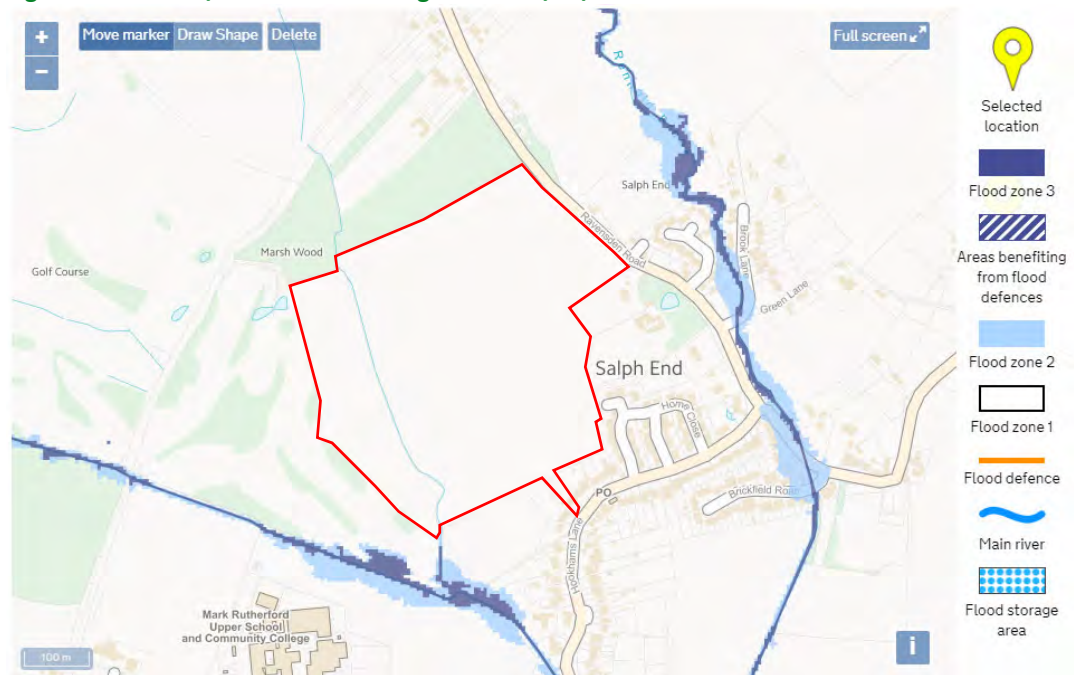 +
−
Move marker
Draw Shape
Delete
Full screen
Salph End
Ravensden Road
Brook Lane
Green Lane
Marsh Wood
Golf Course
Salph End
Home Close
PO
Brickfield Road
Hookhams Lane
Mark Rutherford
Upper School
and Community College
100 m
i
Selected
location
Flood zone 3
Areas benefiting
from flood
defences
Flood zone 2
Flood zone 1
Flood defence
Main river
Flood storage
area